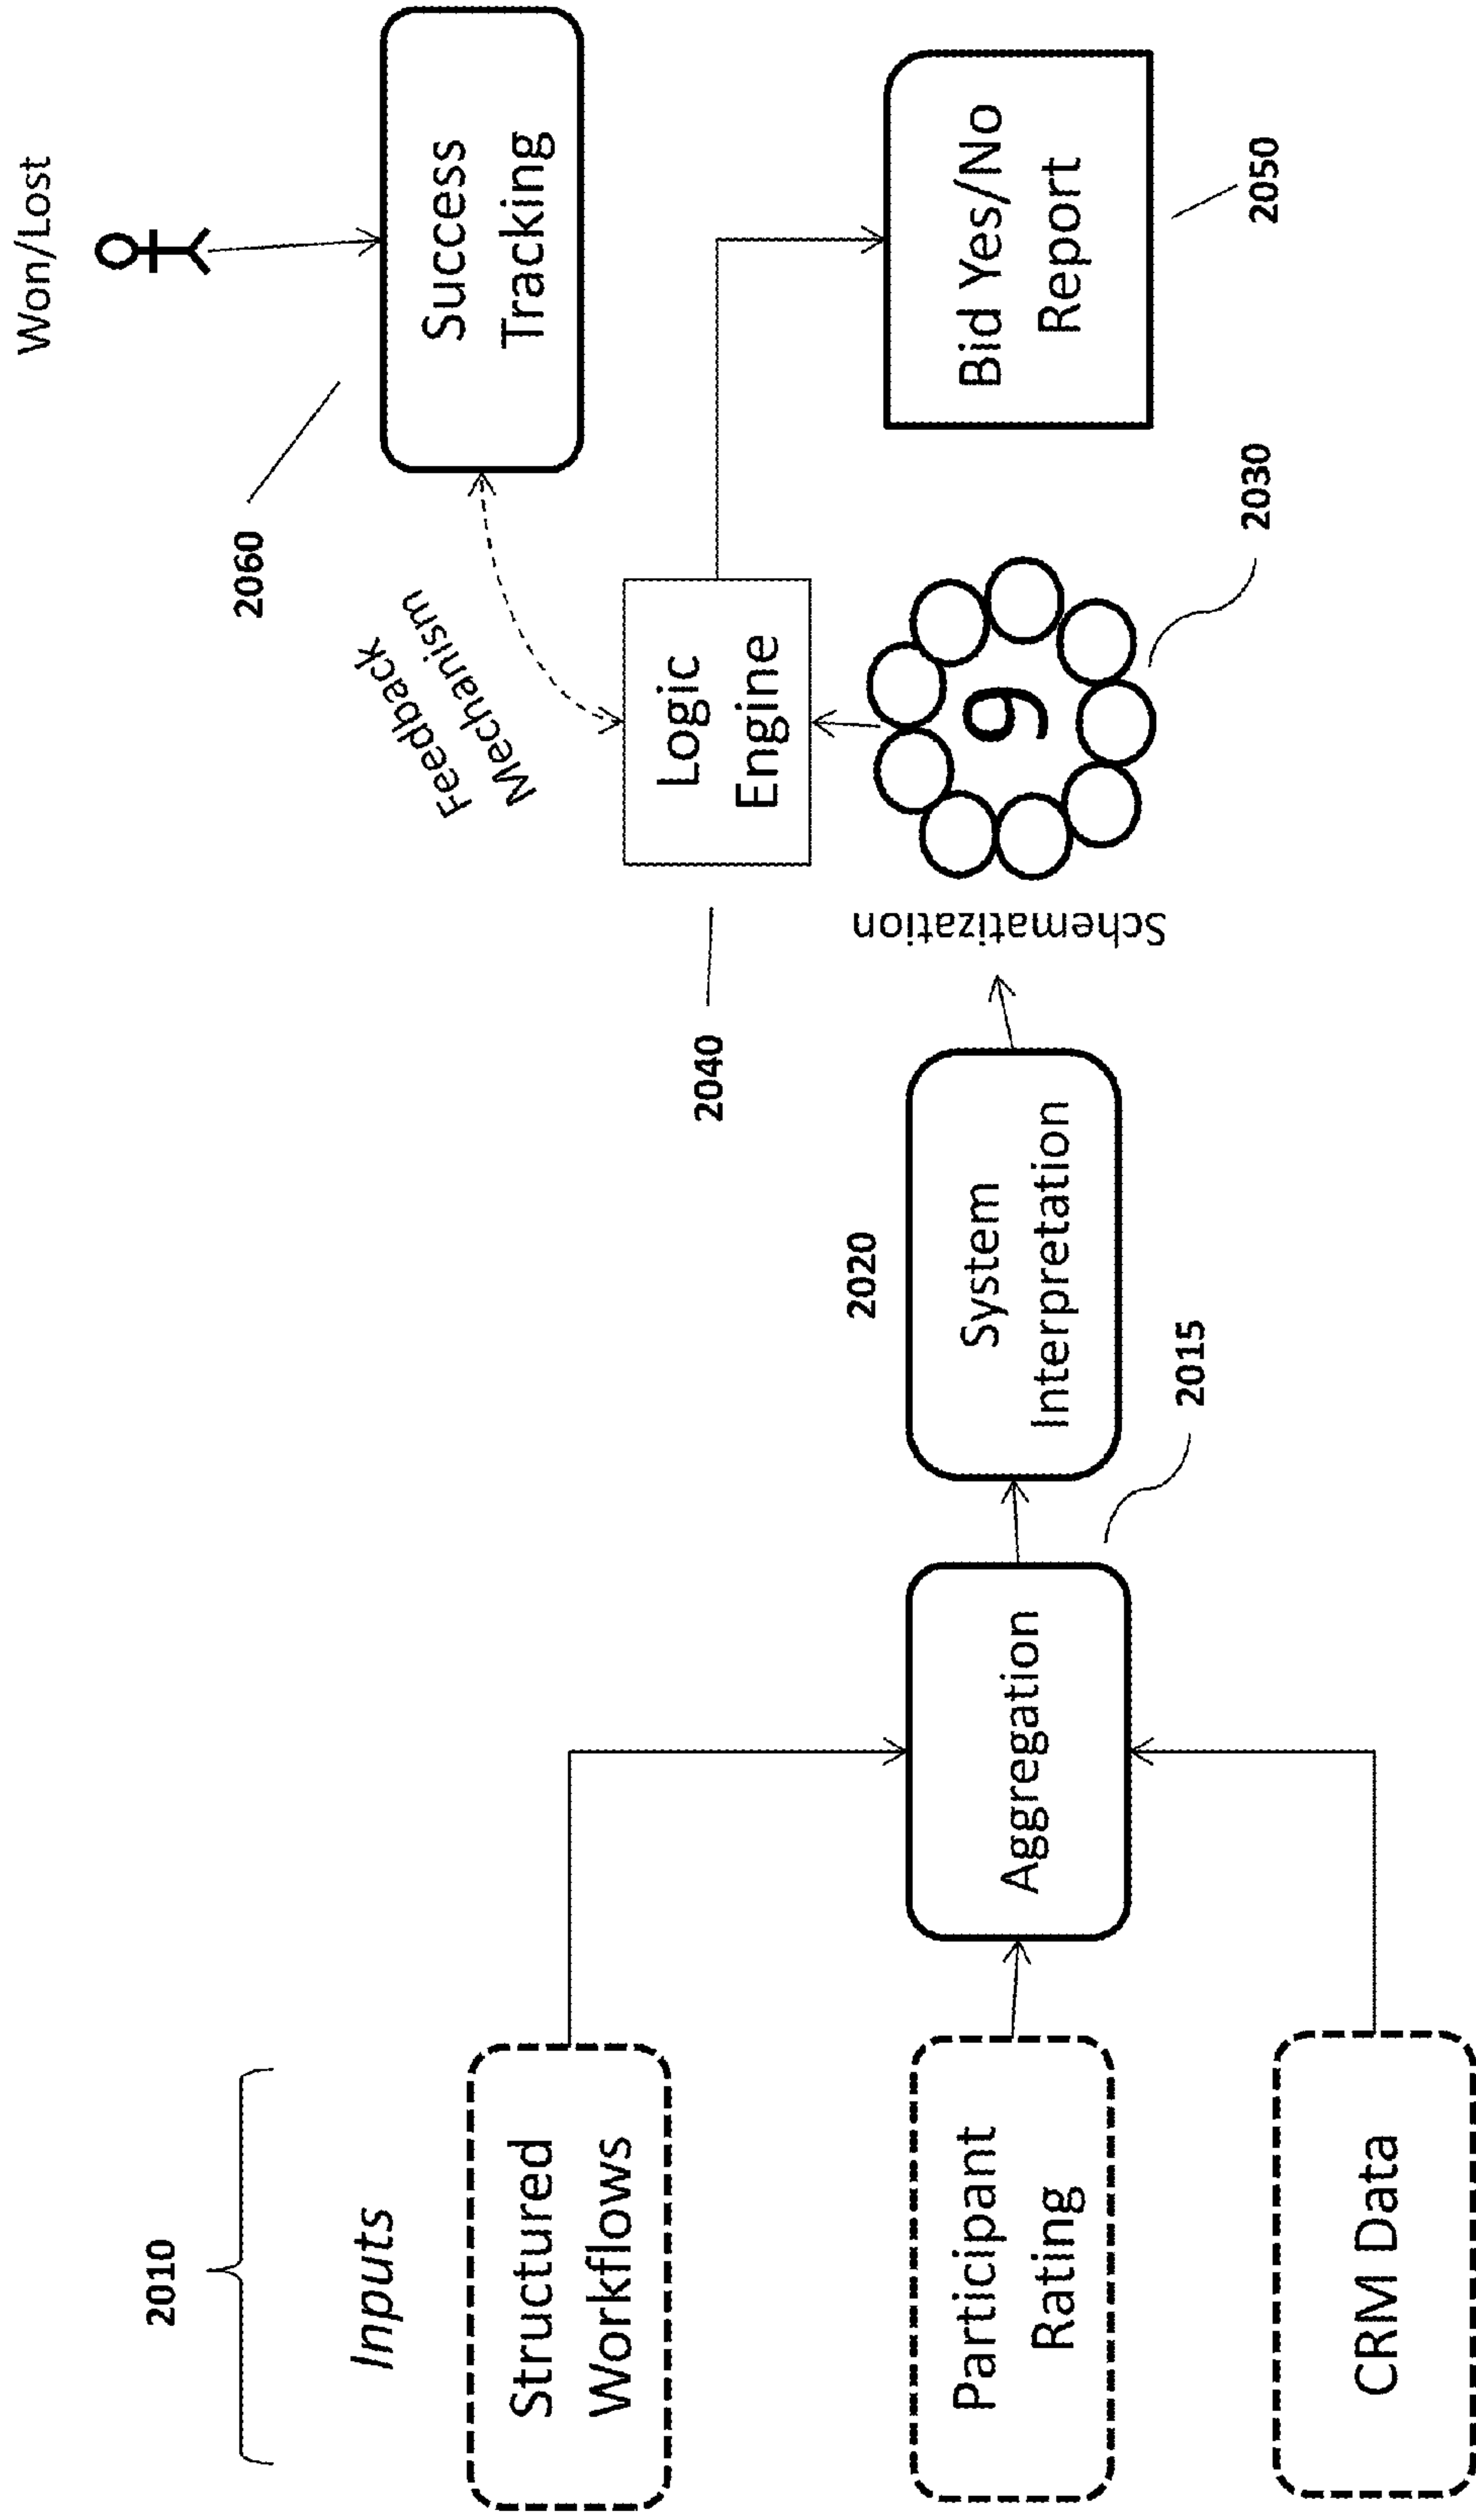 2010
Inputs
Structured
Workflows
Participant
Rating
CRM Data
Aggregation
2015
System
Interpretation
2020
Schematization
9
2030
Logic
Engine
2040
Feedback
Mechanism
Won/Lost
2060
Success
Tracking
Bid Yes/No
Report
2050